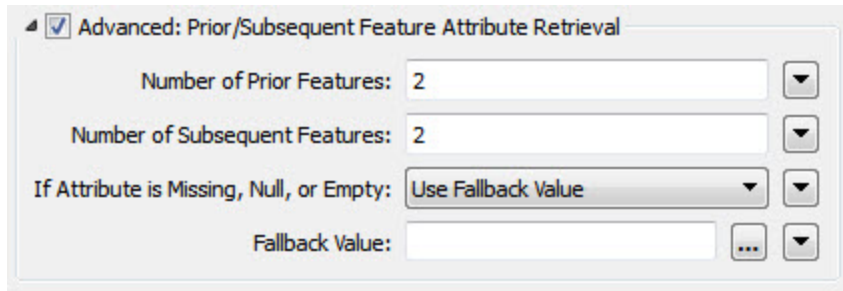 Advanced: Prior/Subsequent Feature Attribute Retrieval
Number of Prior Features: 2
Number of Subsequent Features: 2
If Attribute is Missing, Null, or Empty: Use Fallback Value
Fallback Value: ...